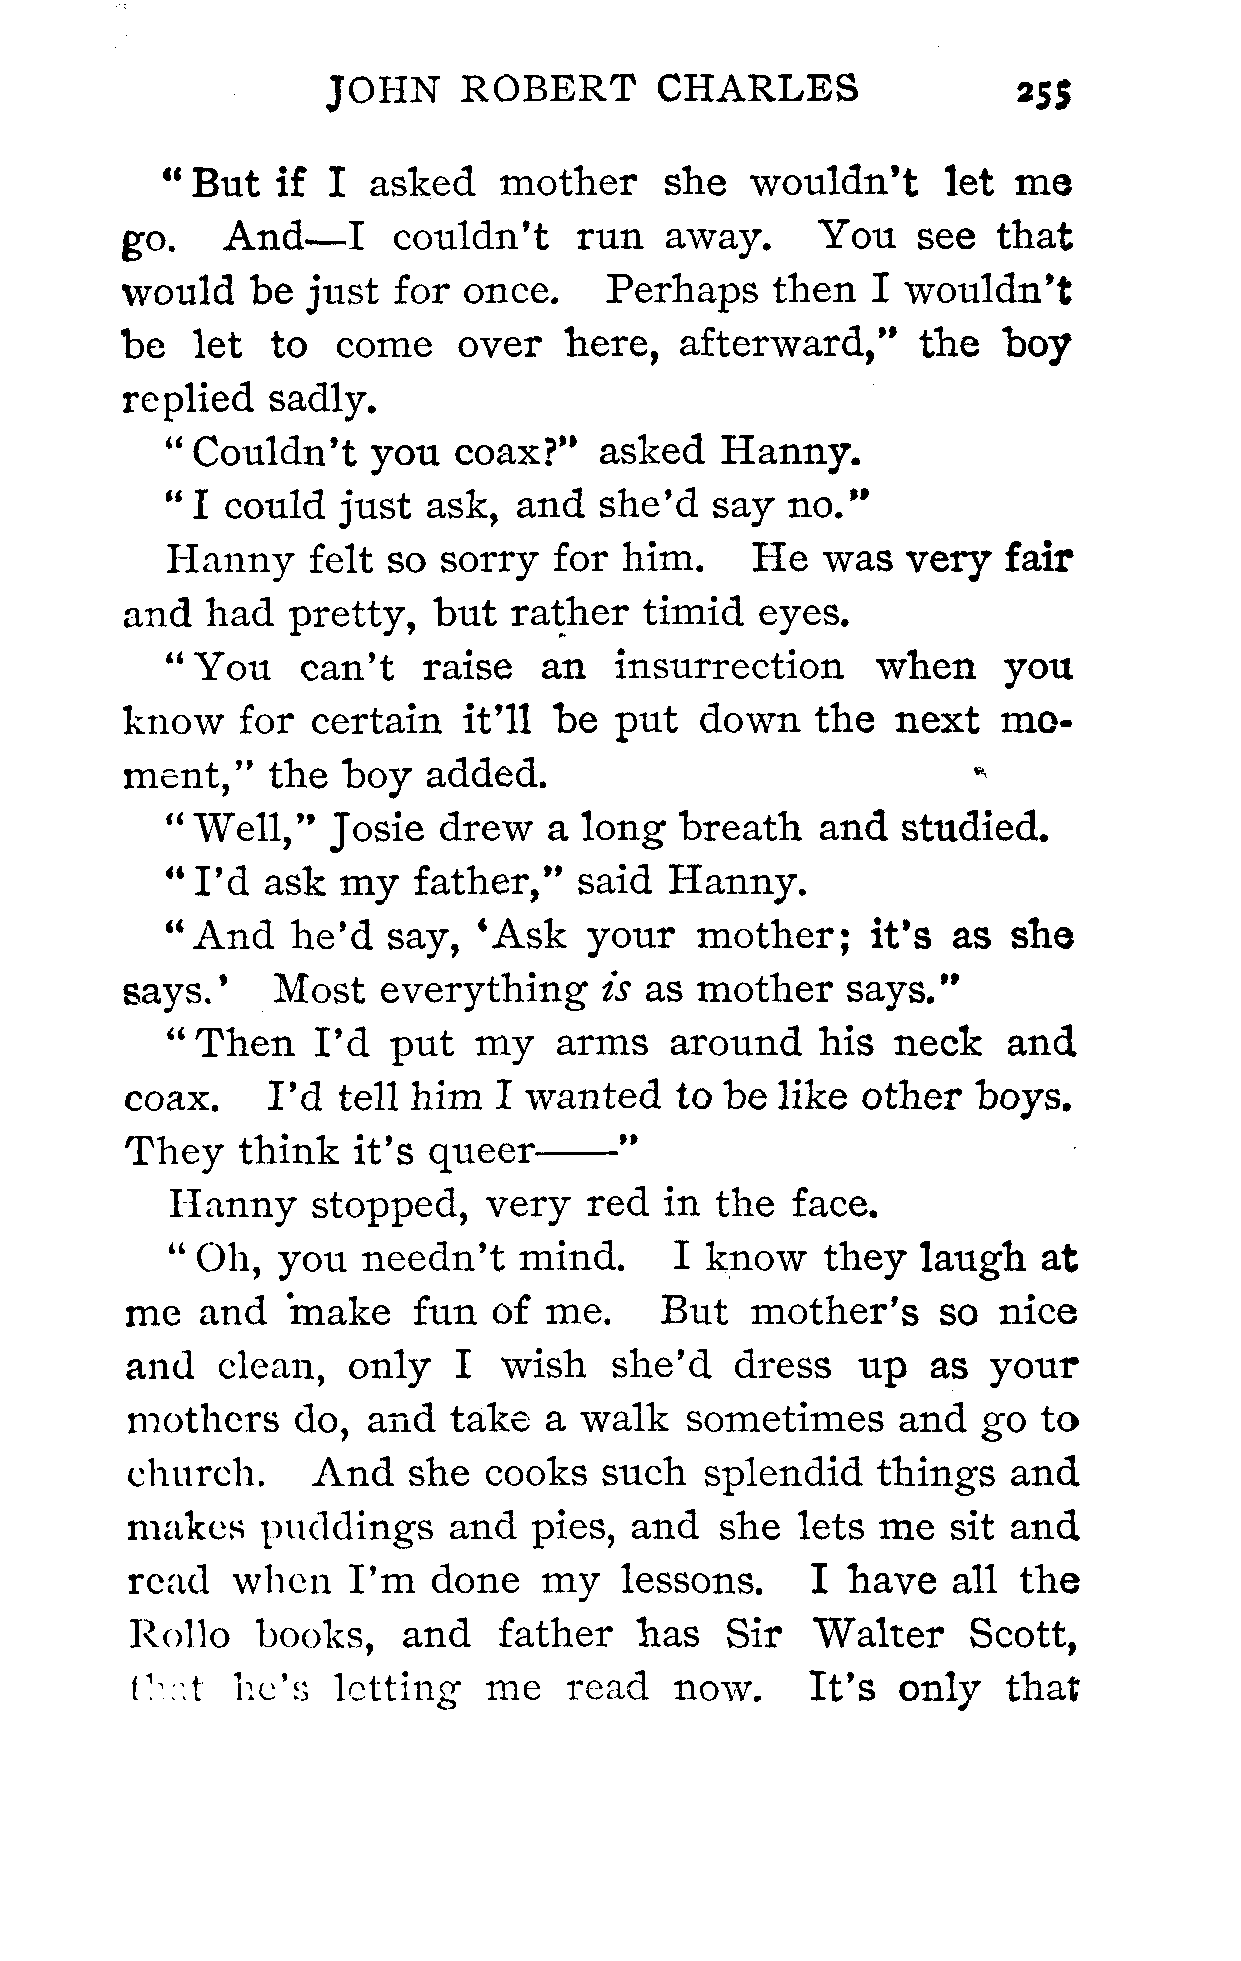 JOHN ROBERT CHARLES 255
"But if I asked mother she wouldn't let me
go. And—I couldn't run away. You see that
would be just for once. Perhaps then I wouldn't
be let to come over here, afterward," the boy
replied sadly.
"Couldn't you coax?" asked Hanny.
"I could just ask, and she'd say no."
Hanny felt so sorry for him. He was very fair
and had pretty, but rather timid eyes.
"You can't raise an insurrection when you
know for certain it'll be put down the next mo-
ment," the boy added.
"Well," Josie drew a long breath and studied.
"I'd ask my father," said Hanny.
"And he'd say, 'Ask your mother; it's as she
says.' Most everything is as mother says."
"Then I'd put my arms around his neck and
coax. I'd tell him I wanted to be like other boys.
They think it's queer——"
Hanny stopped, very red in the face.
"Oh, you needn't mind. I know they laugh at
me and make fun of me. But mother's so nice
and clean, only I wish she'd dress up as your
mothers do, and take a walk sometimes and go to
church. And she cooks such splendid things and
makes puddings and pies, and she lets me sit and
read when I'm done my lessons. I have all the
Rollo books, and father has Sir Walter Scott,
that he's letting me read now. It's only that